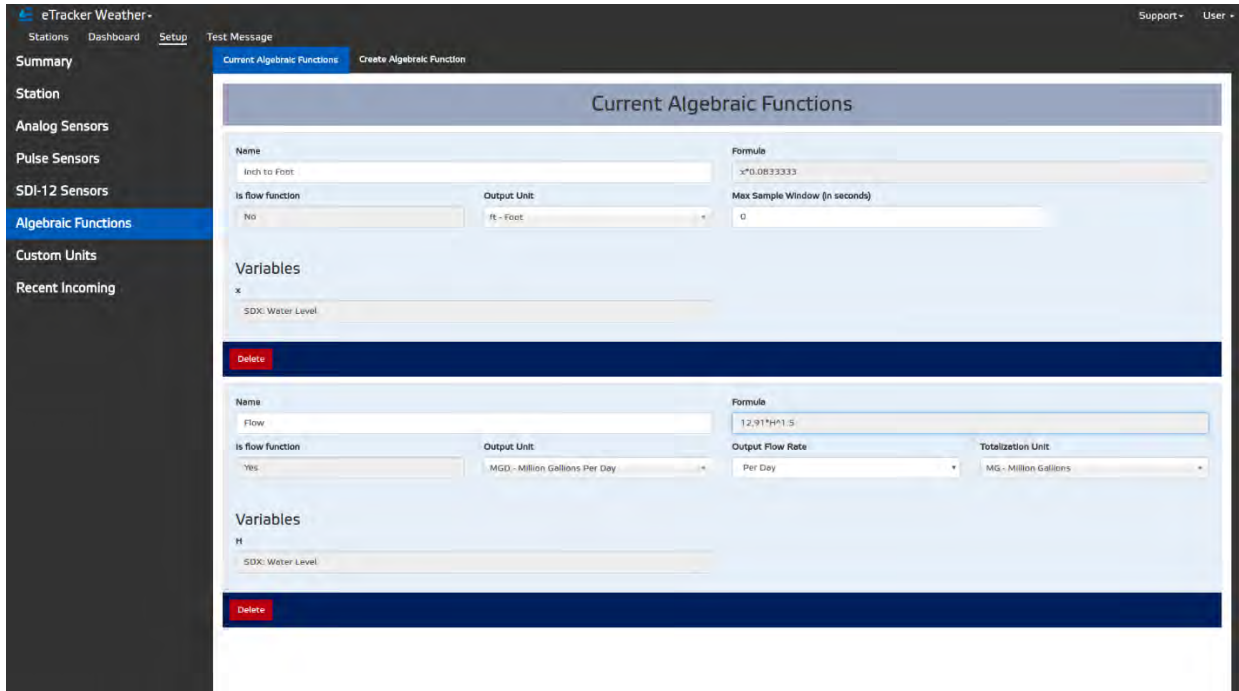 eTracker Weather
Support User
Stations Dashboard Setup Test Message
Summary
Station
Analog Sensors
Pulse Sensors
SDI-12 Sensors
Algebraic Functions
Custom Units
Recent Incoming
Current Algebraic Functions Create Algebraic Function
Current Algebraic Functions
Name Formula
Inch to Foot x*0.0833333
Is flow function Output Unit Max Sample Window (in seconds)
No ft - Foot 0
Variables
x
SDX: Water Level
Delete
Name Formula
Flow 12.91*H^1.5
Is flow function Output Unit Output Flow Rate Totalization Unit
Yes MGD - Million Gallions Per Day Per Day MG - Million Gallions
Variables
H
SDX: Water Level
Delete